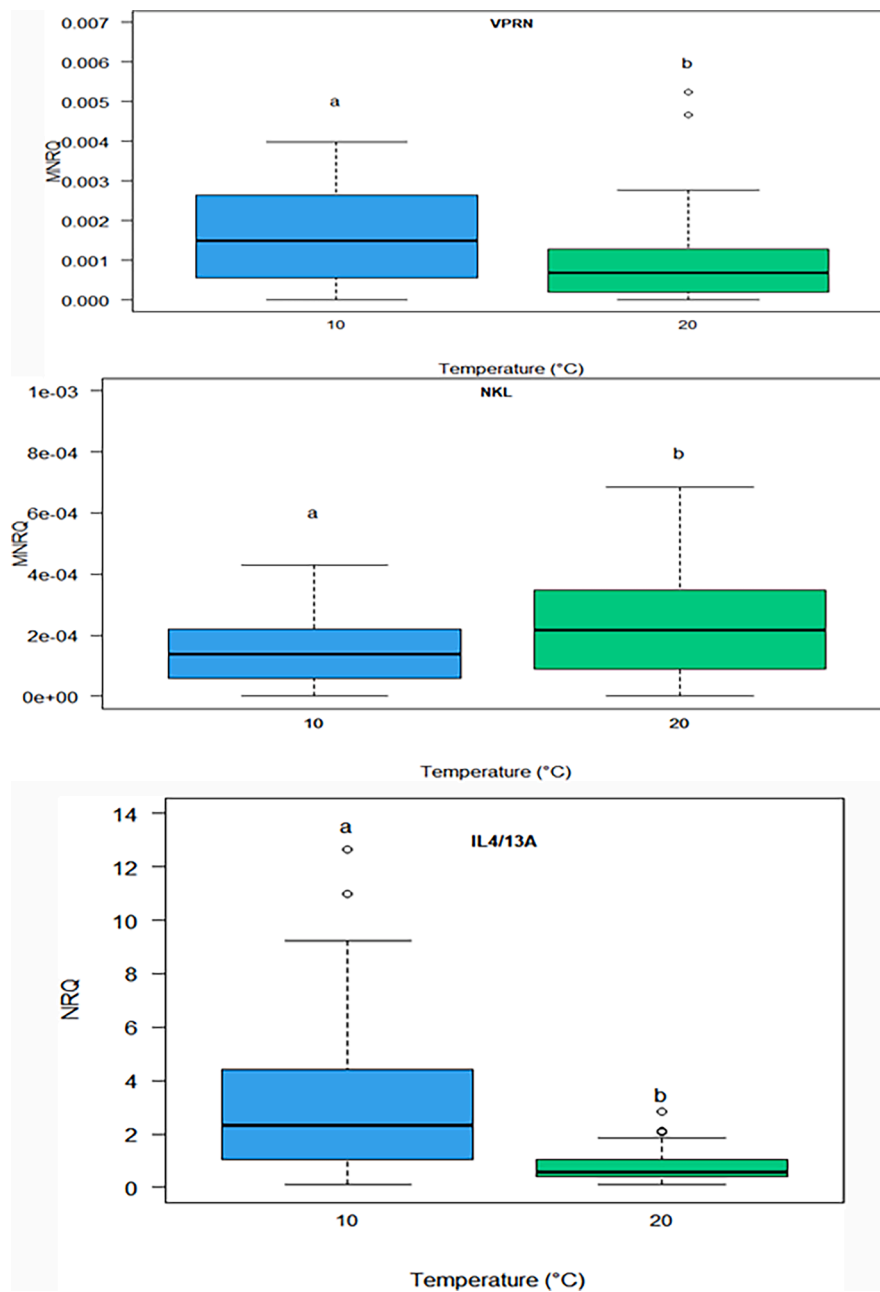 VPRN
0.007
0.006
0.005
0.004
0.003
0.002
0.001
0.000
MNRQ
a
b
10 20
Temperature (°C)
NKL
1e-03
8e-04
6e-04
4e-04
2e-04
0e+00
MNRQ
a
b
10 20
Temperature (°C)
IL4/13A
14
12
10
8
6
4
2
0
NRQ
a
b
10 20
Temperature (°C)